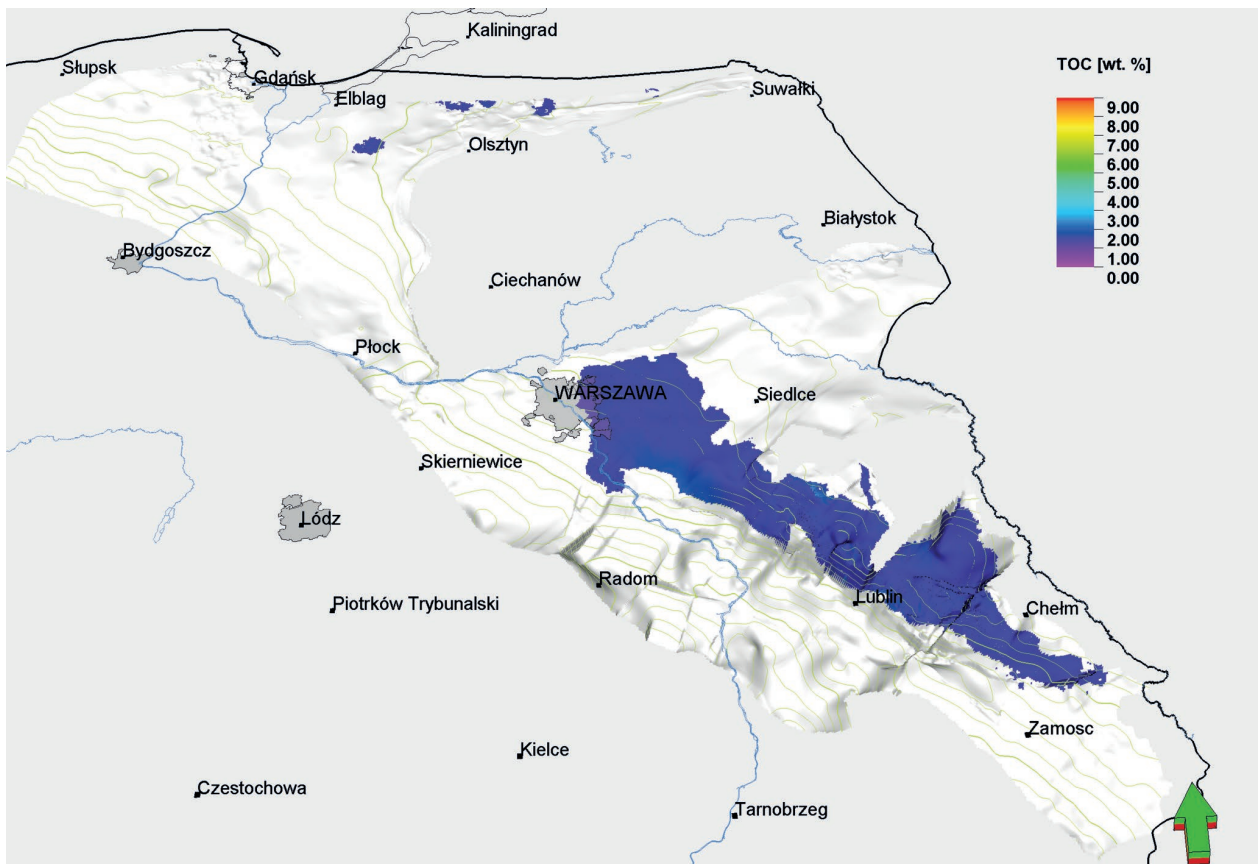 Kaliningrad
Słupsk
Gdańsk
Elblag
Suwałki
Olsztyn
Białystok
Bydgoszcz
Ciechanów
Płock
WARSZAWA
Siedlce
Skierniewice
Lódz
Radom
Piotrków Trybunalski
Lublin
Chełm
Zamosc
Kielce
Czestochowa
Tarnobrzeg
TOC [wt. %]
9.00
8.00
7.00
6.00
5.00
4.00
3.00
2.00
1.00
0.00